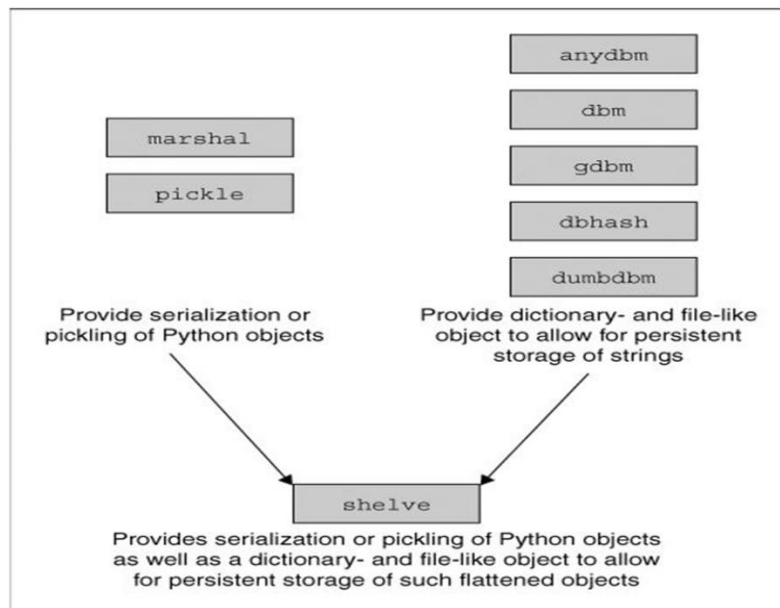 marshal
pickle
Provide serialization or
pickling of Python objects
anydbm
dbm
gdbm
dbhash
dumbdbm
Provide dictionary- and file-like
object to allow for persistent
storage of strings
shelve
Provides serialization or pickling of Python objects
as well as a dictionary- and file-like object to allow
for persistent storage of such flattened objects